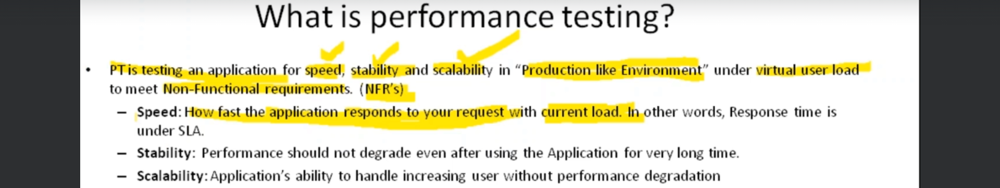 What is performance testing?
• PT is testing an application for speed, stability and scalability in “Production like Environment” under virtual user load
to meet Non-Functional requirements. (NFR’s)
– Speed: How fast the application responds to your request with current load. In other words, Response time is
under SLA.
– Stability: Performance should not degrade even after using the Application for very long time.
– Scalability: Application’s ability to handle increasing user without performance degradation